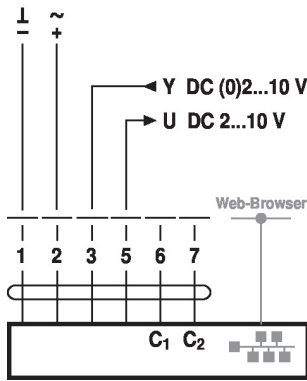 ⊥ ~
– +
Y DC (0)2...10 V
U DC 2...10 V
Web-Browser
1 2 3 5 6 7
C₁ C₂